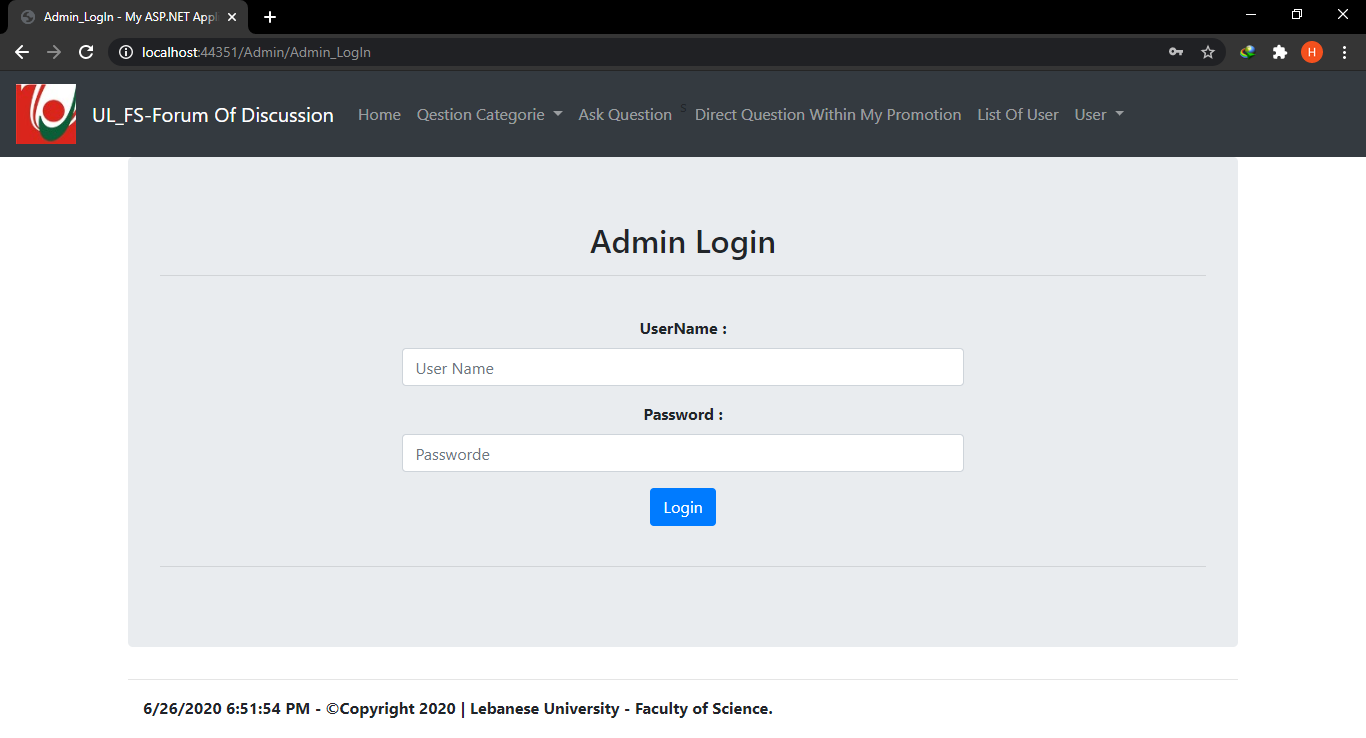 Admin_LogIn - My ASP.NET Appli
localhost:44351/Admin/Admin_LogIn
H
UL_FS-Forum Of Discussion Home Qestion Categorie Ask Question s Direct Question Within My Promotion List Of User User
Admin Login
UserName :
User Name
Password :
Passworde
Login
6/26/2020 6:51:54 PM - ©Copyright 2020 | Lebanese University - Faculty of Science.